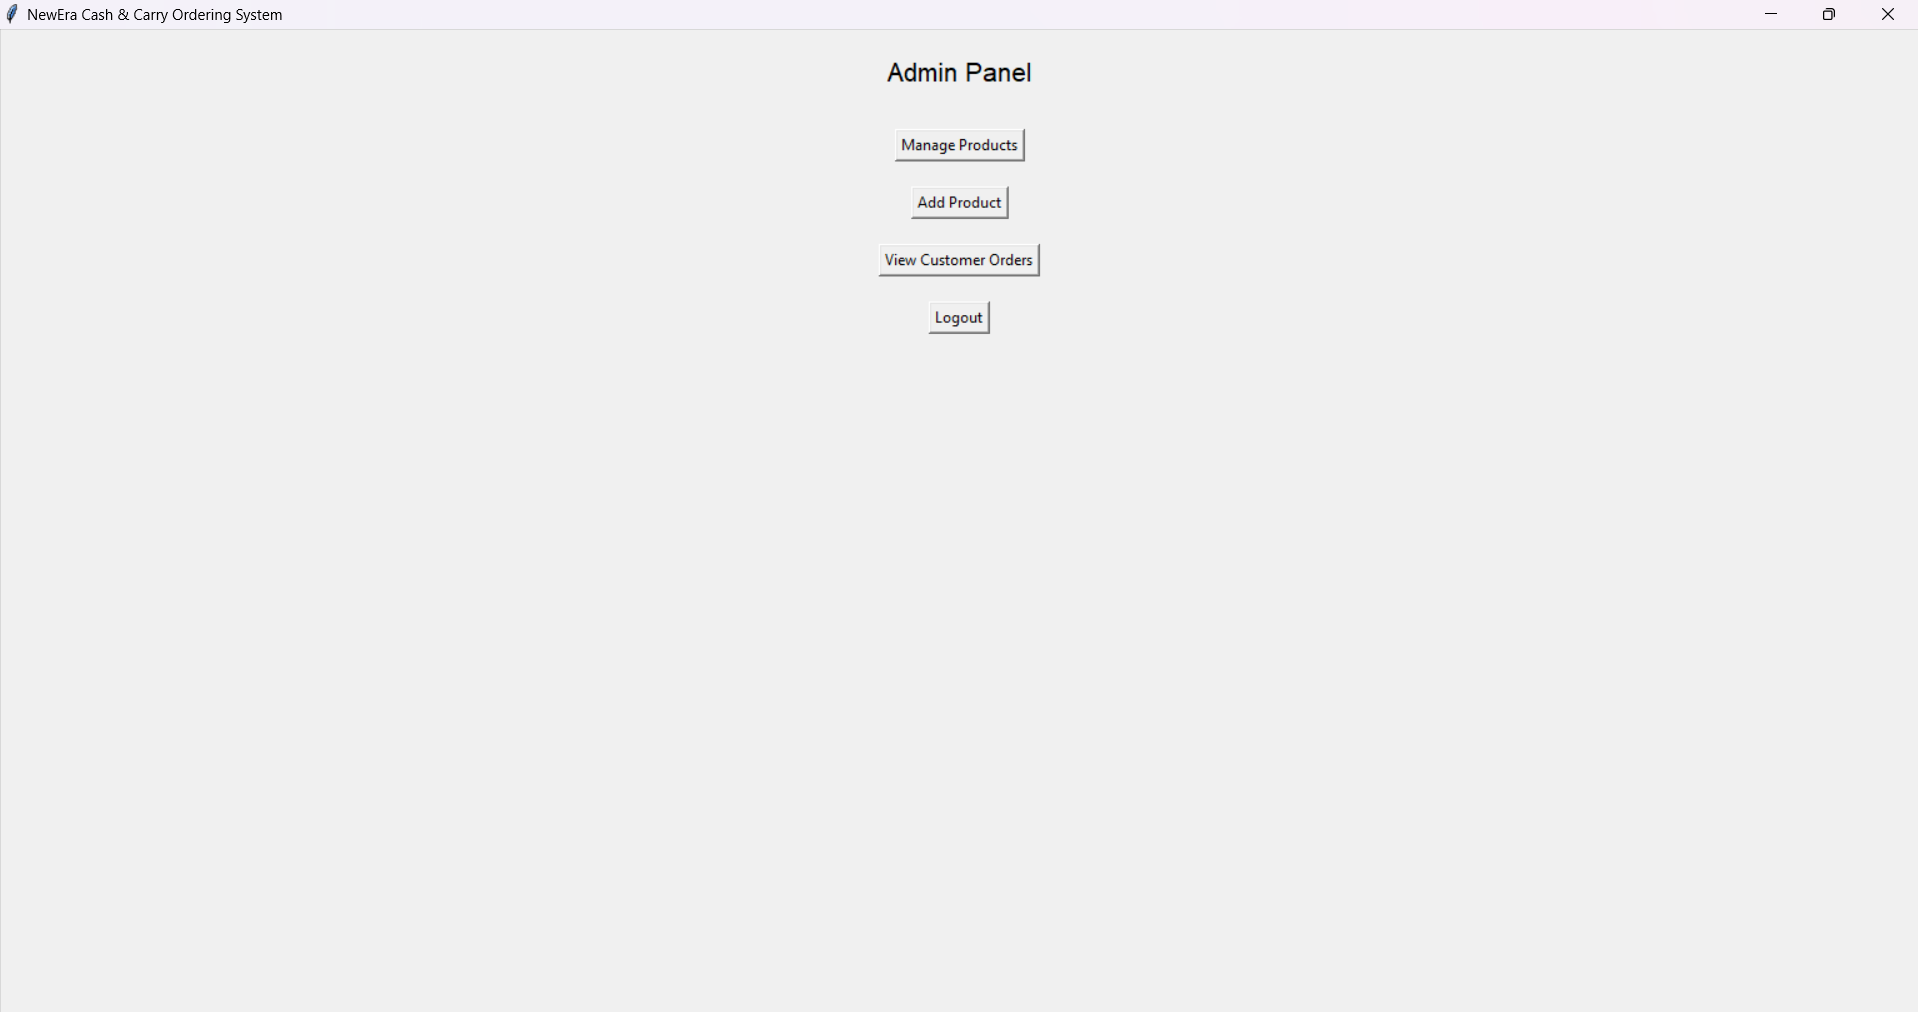 NewEra Cash & Carry Ordering System
Admin Panel
Manage Products
Add Product
View Customer Orders
Logout